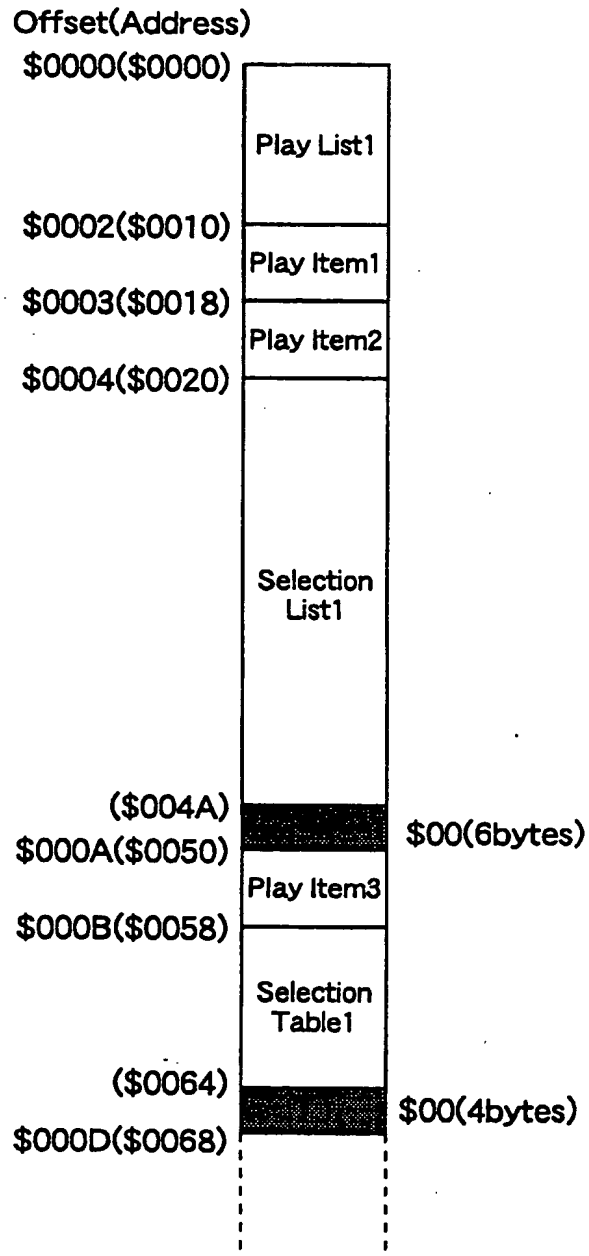 Offset(Address)
$0000($0000)
Play List1
$0002($0010)
Play Item1
$0003($0018)
Play Item2
$0004($0020)
Selection
List1
($004A)
$00(6bytes)
$000A($0050)
Play Item3
$000B($0058)
Selection
Table1
($0064)
$00(4bytes)
$000D($0068)